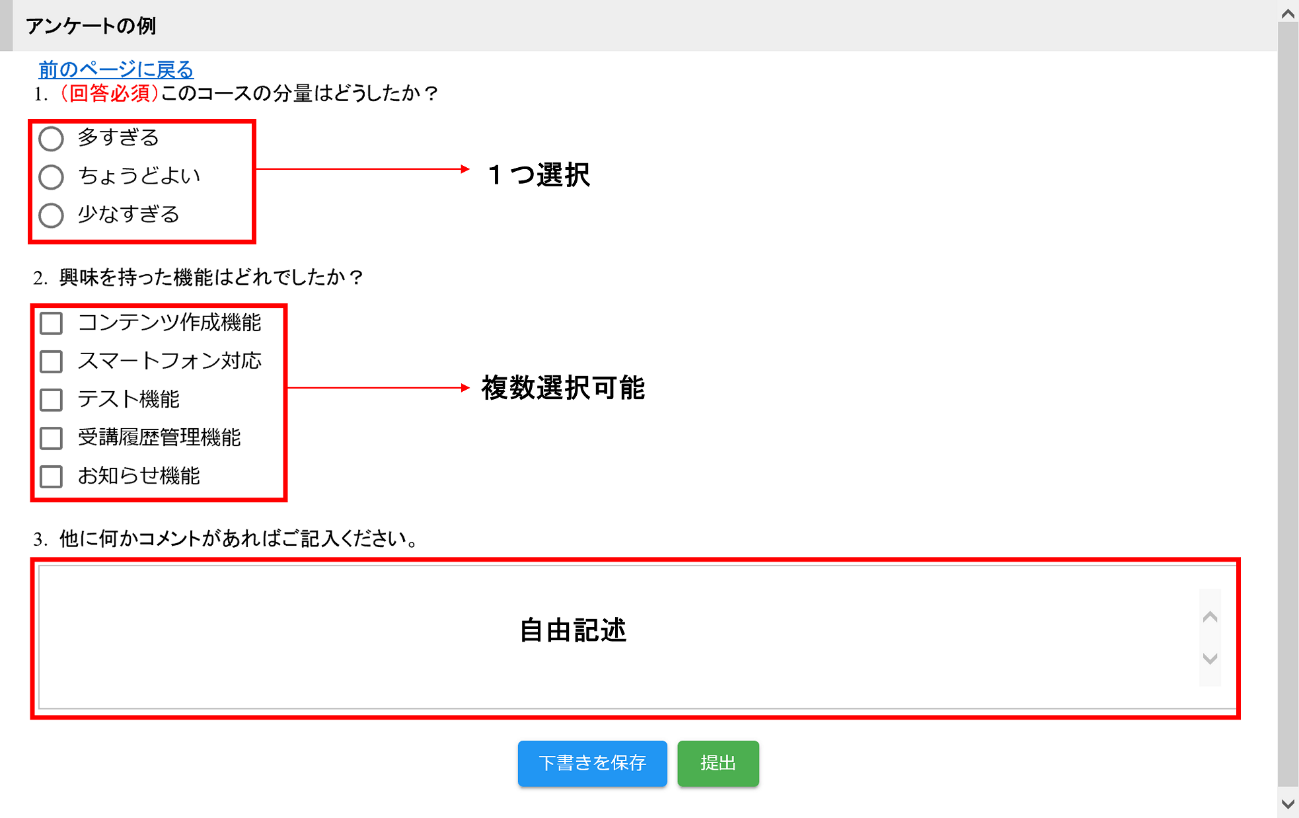 アンケートの例
前のページに戻る
1. （回答必須）このコースの分量はどうしたか？
多すぎる
ちょうどよい
少なすぎる
１つ選択
2. 興味を持った機能はどれでしたか？
コンテンツ作成機能
スマートフォン対応
テスト機能
受講履歴管理機能
お知らせ機能
複数選択可能
3. 他に何かコメントがあればご記入ください。
自由記述
下書きを保存 提出